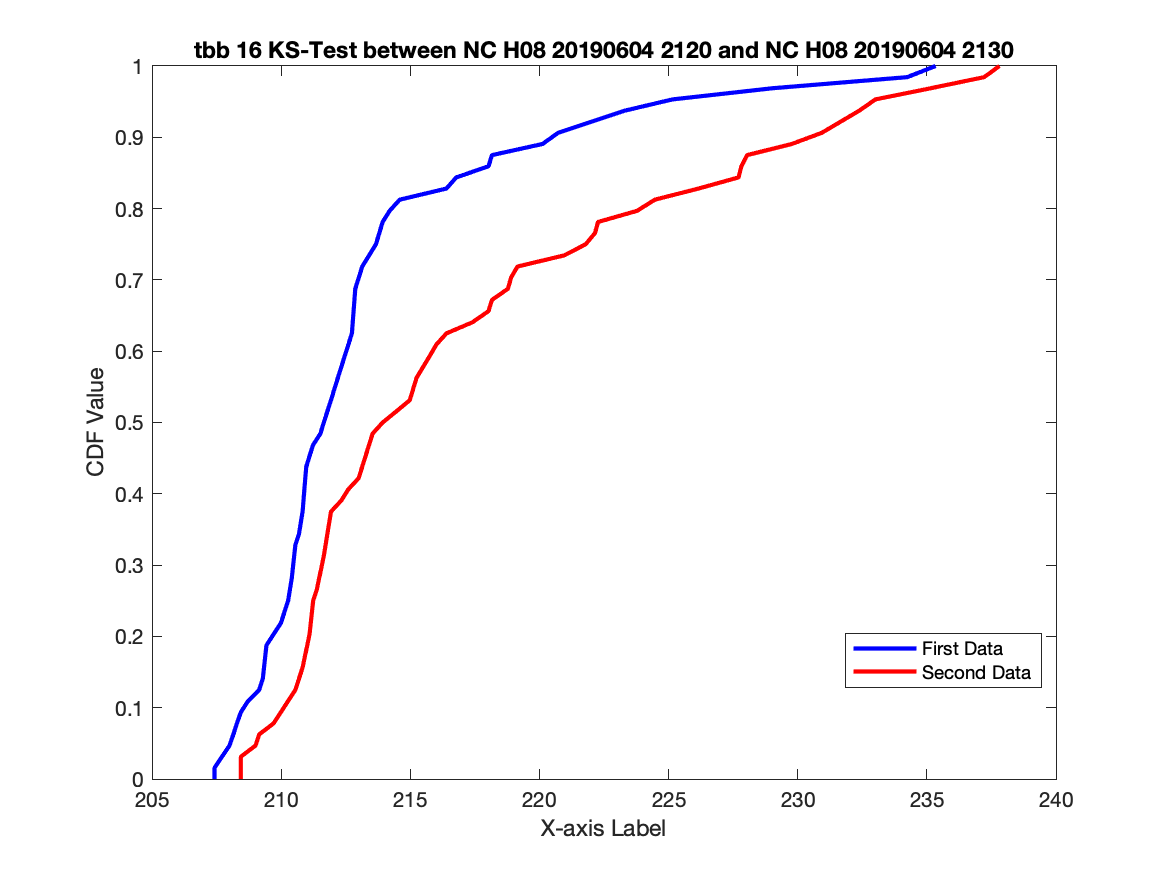 tbb 16 KS-Test between NC H08 20190604 2120 and NC H08 20190604 2130
1
0.9
0.8
0.7
0.6
0.5
0.4
0.3
0.2
0.1
0
CDF Value
First Data
Second Data
205 210 215 220 225 230 235 240
X-axis Label